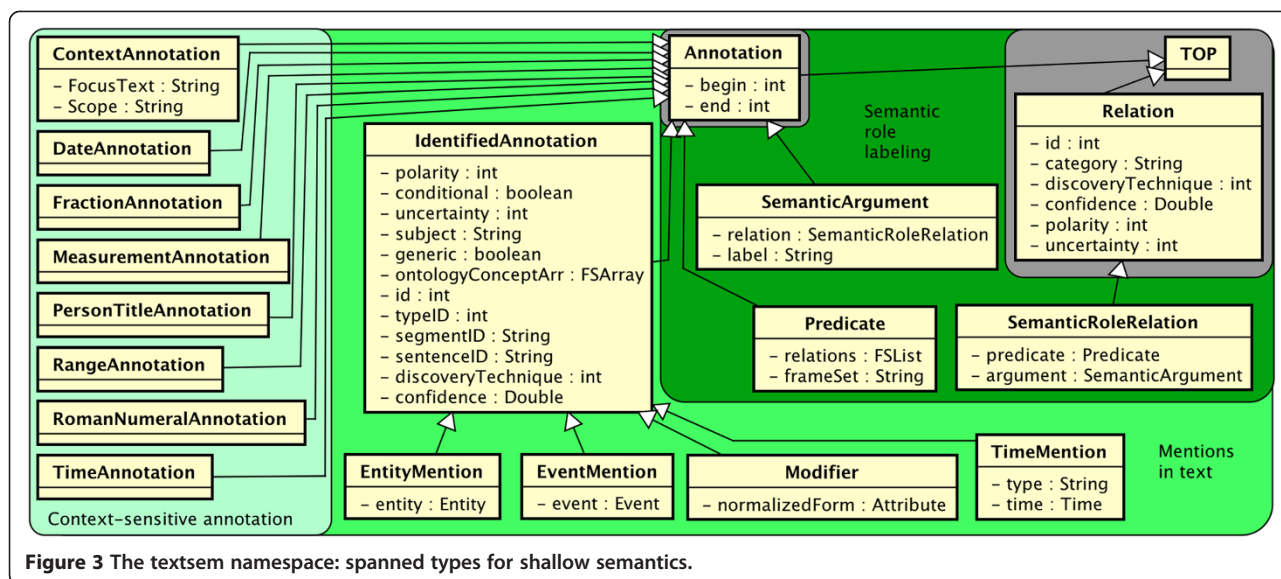 ContextAnnotation
– FocusText : String
– Scope : String
DateAnnotation
FractionAnnotation
MeasurementAnnotation
PersonTitleAnnotation
RangeAnnotation
RomanNumeralAnnotation
TimeAnnotation
Context-sensitive annotation
Annotation
– begin : int
– end : int
IdentifiedAnnotation
– polarity : int
– conditional : boolean
– uncertainty : int
– subject : String
– generic : boolean
– ontologyConceptArr : FSArray
– id : int
– typeID : int
– segmentID : String
– sentenceID : String
– discoveryTechnique : int
– confidence : Double
EntityMention
– entity : Entity
EventMention
– event : Event
Modifier
– normalizedForm : Attribute
TimeMention
– type : String
– time : Time
Mentions
in text
Semantic
role
labeling
SemanticArgument
– relation : SemanticRoleRelation
– label : String
Predicate
– relations : FSList
– frameSet : String
TOP
Relation
– id : int
– category : String
– discoveryTechnique : int
– confidence : Double
– polarity : int
– uncertainty : int
SemanticRoleRelation
– predicate : Predicate
– argument : SemanticArgument
Figure 3 The textsem namespace: spanned types for shallow semantics.